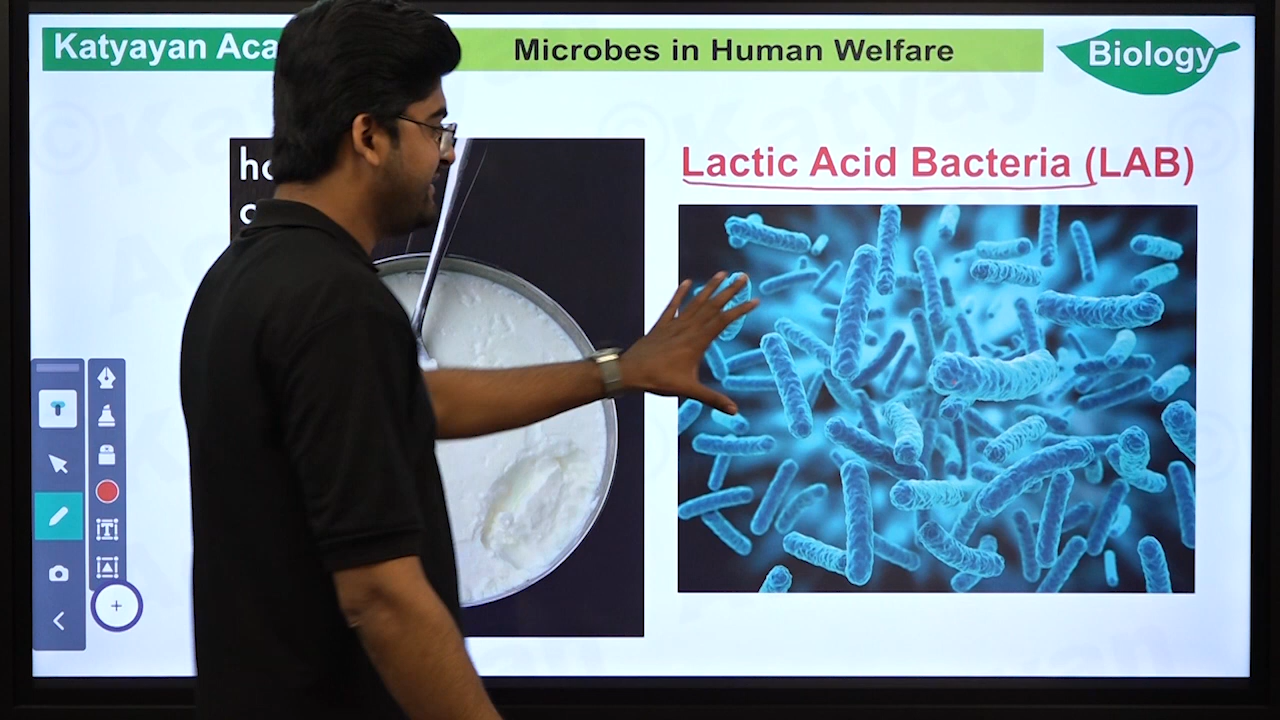 Katyayan Aca
Microbes in Human Welfare
Biology
Lactic Acid Bacteria (LAB)